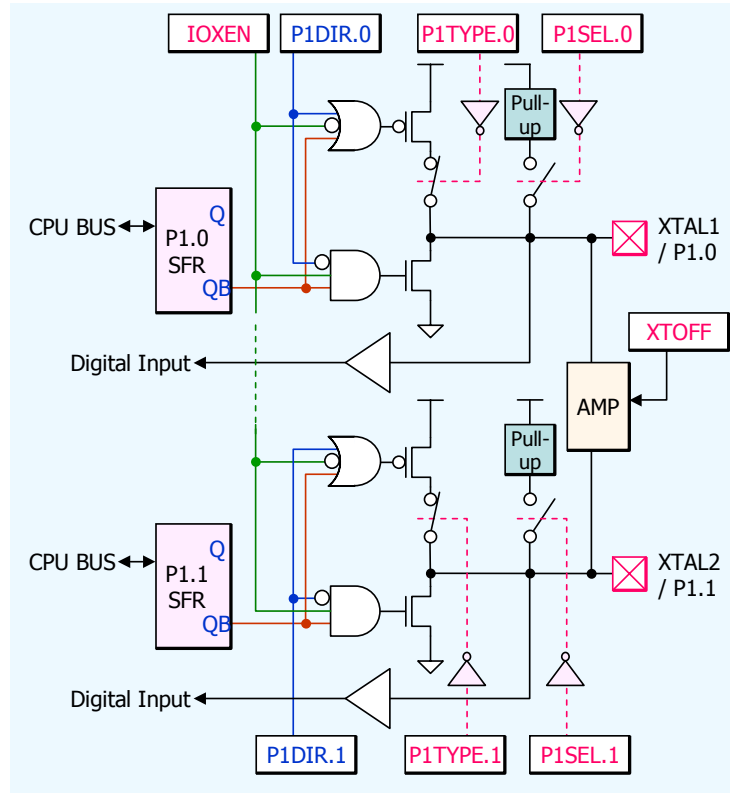 IOXEN
P1DIR.0
P1TYPE.0
P1SEL.0
Pull-
up
CPU BUS
Q
P1.0
SFR
QB
XTAL1
/ P1.0
XTOFF
Digital Input
AMP
Pull-
up
CPU BUS
Q
P1.1
SFR
QB
XTAL2
/ P1.1
Digital Input
P1DIR.1
P1TYPE.1
P1SEL.1